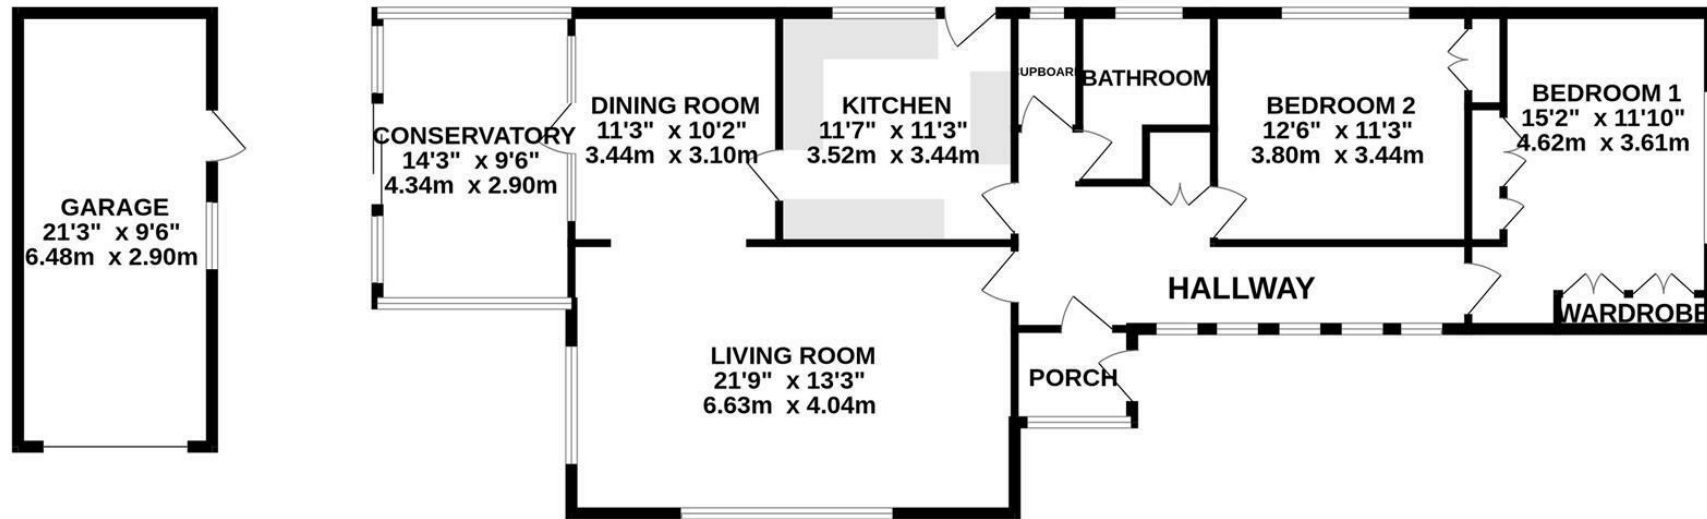 GARAGE
21'3" x 9'6"
6.48m x 2.90m
CONSERVATORY
14'3" x 9'6"
4.34m x 2.90m
DINING ROOM
11'3" x 10'2"
3.44m x 3.10m
KITCHEN
11'7" x 11'3"
3.52m x 3.44m
CUPBOARD
BATHROOM
BEDROOM 2
12'6" x 11'3"
3.80m x 3.44m
BEDROOM 1
15'2" x 11'10"
4.62m x 3.61m
HALLWAY
WARDROBE
LIVING ROOM
21'9" x 13'3"
6.63m x 4.04m
PORCH